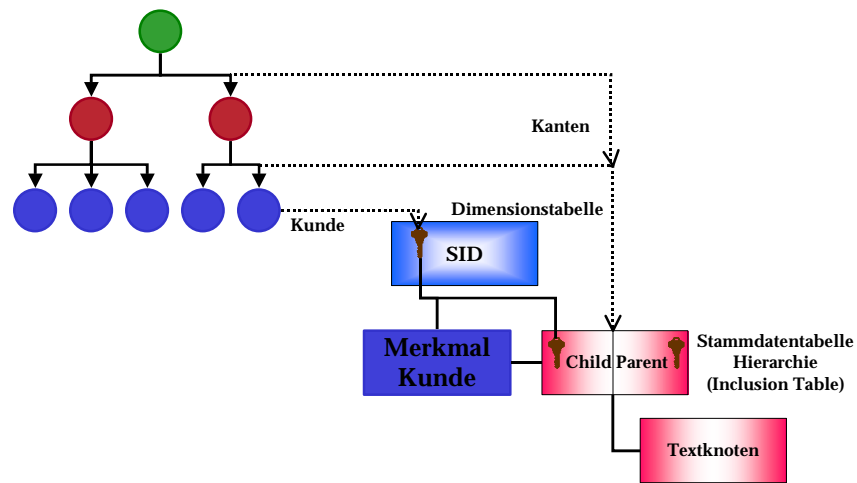 Kanten
Dimensionstabelle
Kunde
SID
Merkmal
Kunde
Child Parent
Stammdatentabelle
Hierarchie
(Inclusion Table)
Textknoten